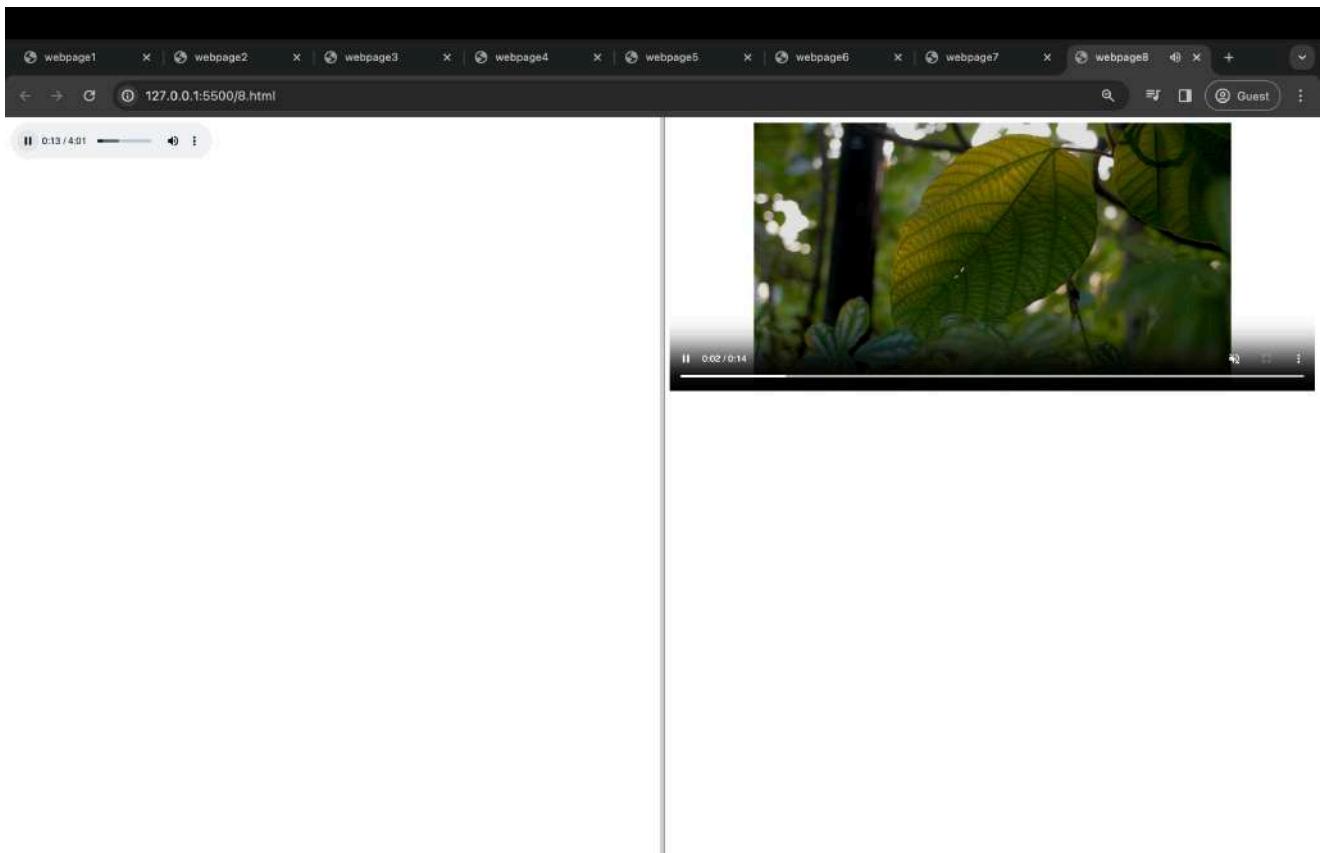 webpage1 webpage2 webpage3 webpage4 webpage5 webpage6 webpage7 webpage8
127.0.0.1:5500/8.html Guest
0:13 / 4:01
0:02 / 0:14